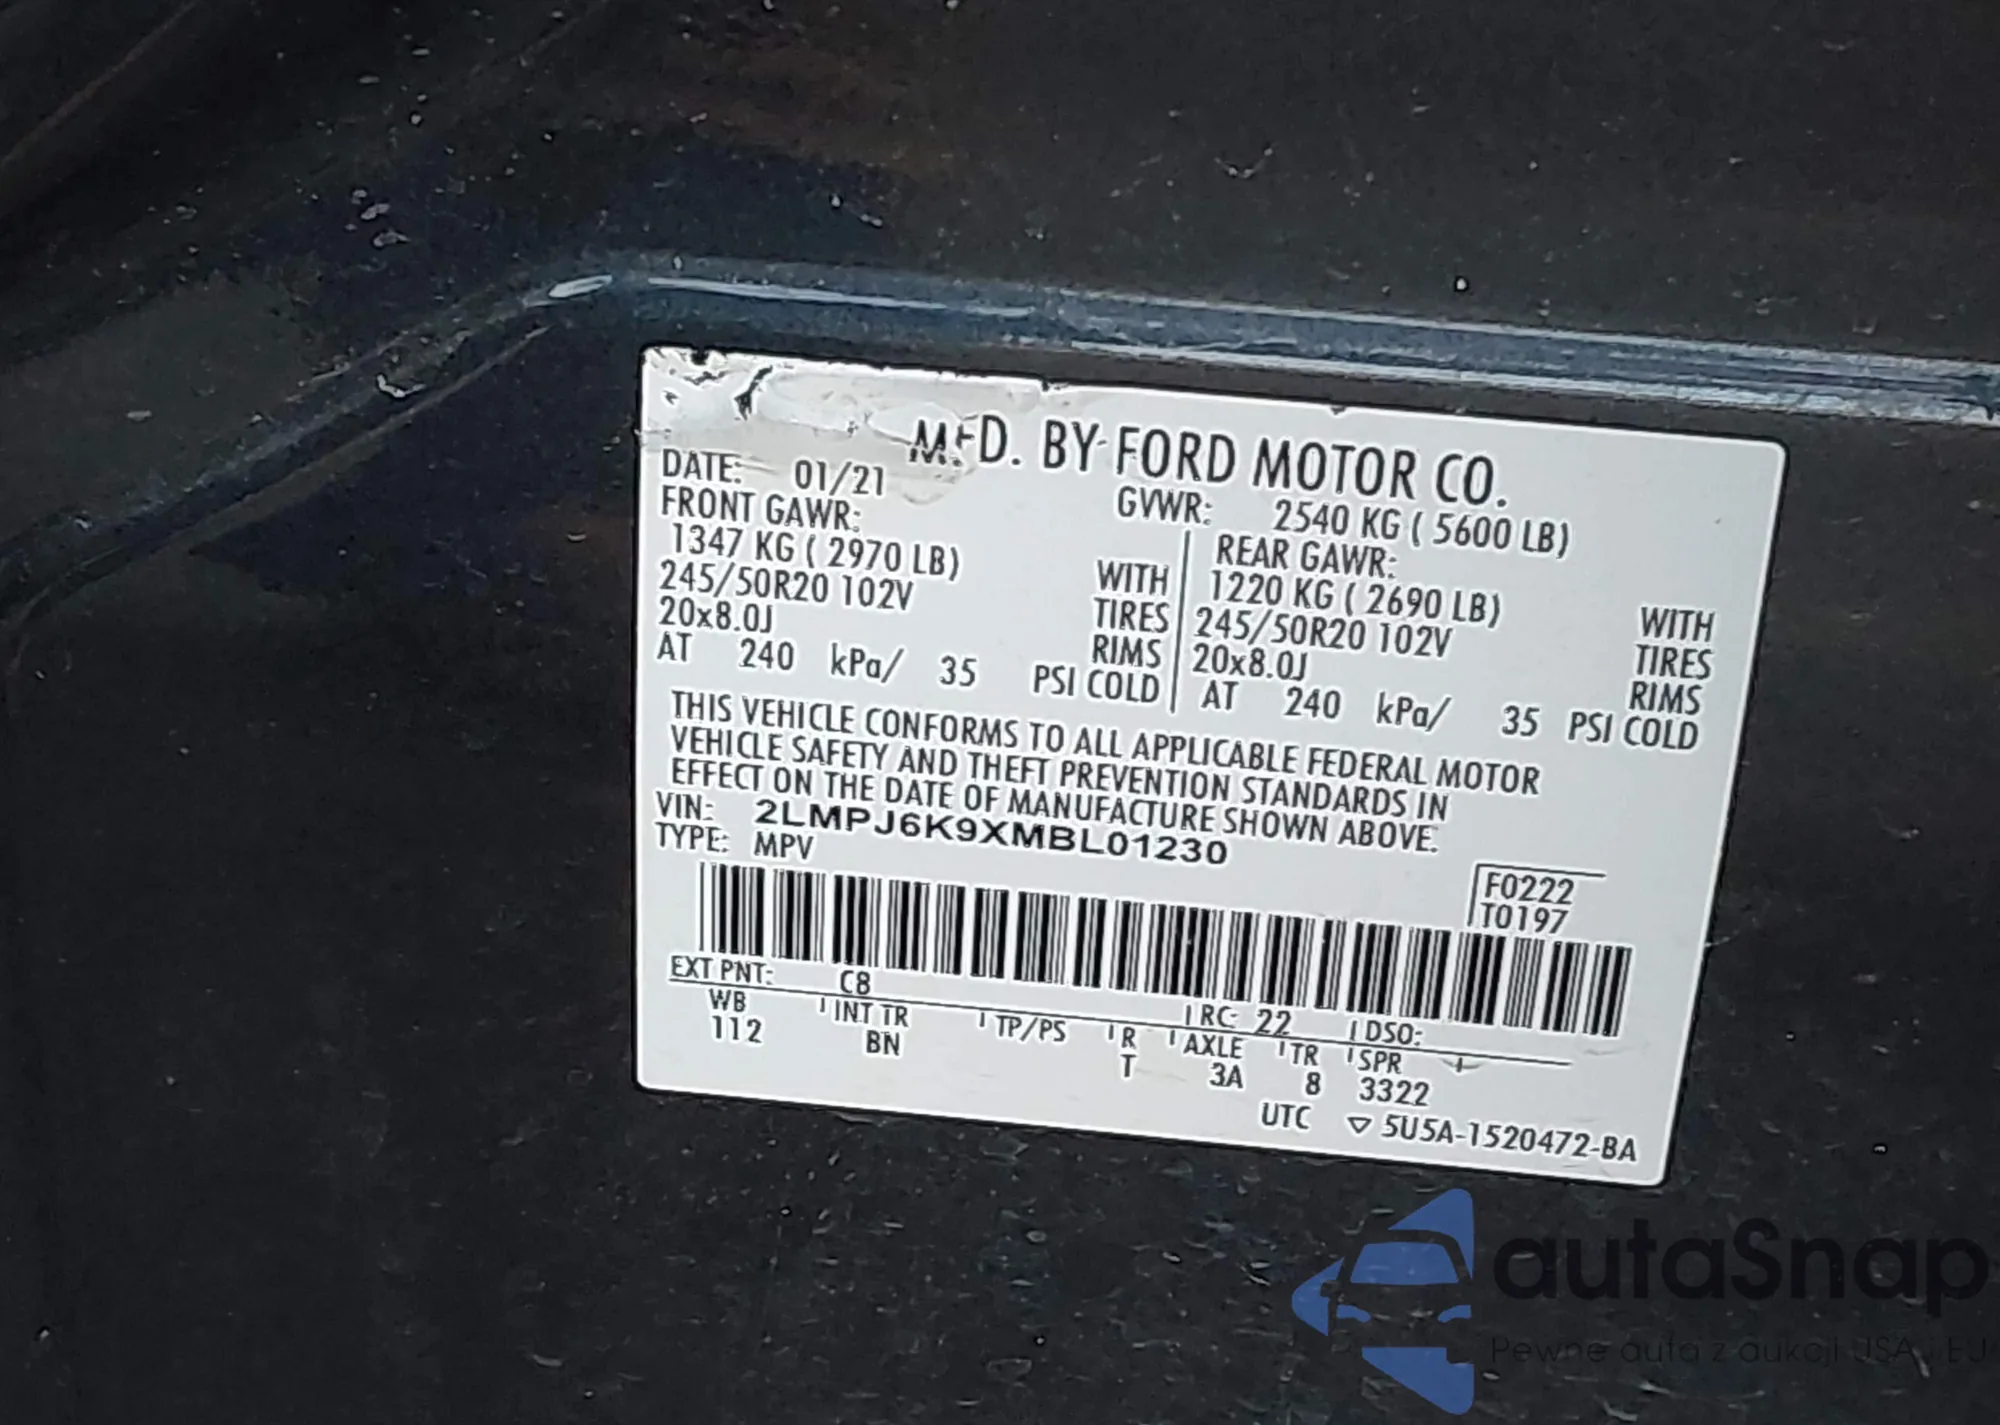 MFD. BY FORD MOTOR CO.
DATE: 01/21 GVWR: 2540 KG ( 5600 LB)
FRONT GAWR: REAR GAWR:
1347 KG ( 2970 LB) WITH 1220 KG ( 2690 LB) WITH
245/50R20 102V TIRES 245/50R20 102V TIRES
20x8.0J RIMS 20x8.0J RIMS
AT 240 kPa/ 35 PSI COLD AT 240 kPa/ 35 PSI COLD
THIS VEHICLE CONFORMS TO ALL APPLICABLE FEDERAL MOTOR
VEHICLE SAFETY AND THEFT PREVENTION STANDARDS IN
EFFECT ON THE DATE OF MANUFACTURE SHOWN ABOVE.
VIN: 2LMPJ6K9XMBL01230
TYPE: MPV
F0222
T0197
EXT PNT: C8 RC: 22 DSO:
WB INT TR TP/PS R AXLE TR SPR
112 BN T 3A 8 3322
UTC ▽ 5U5A-1520472-BA
autaSnap
Pewne auta z aukcji USA i EU